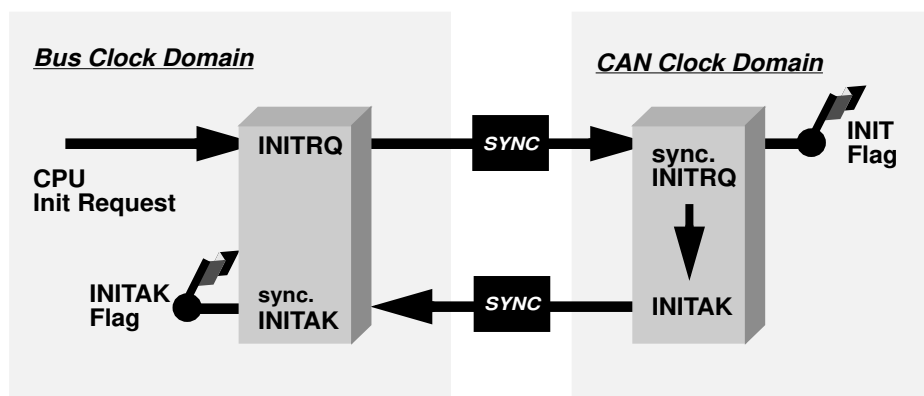 Bus Clock Domain
CAN Clock Domain
INITRQ
SYNC
sync.
INITRQ
INIT
Flag
CPU
Init Request
INITAK
Flag
sync.
INITAK
SYNC
INITAK